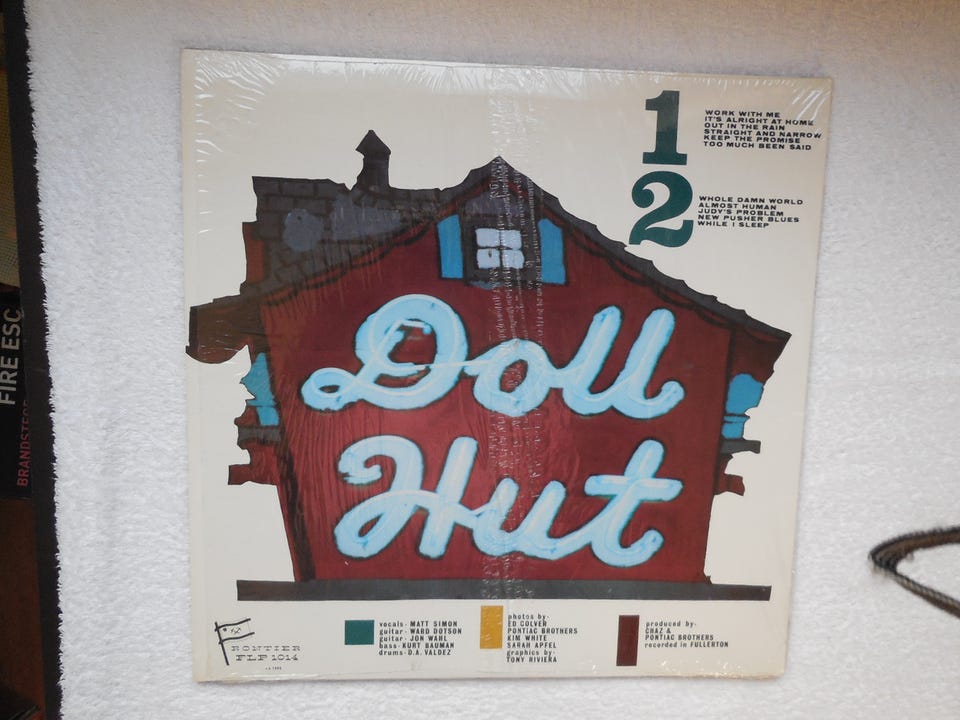 1
WORK WITH ME
IT'S ALRIGHT AT HOME
OUT IN THE RAIN
STRAIGHT AND NARROW
KEEP THE PROMISE
TOO MUCH BEEN SAID
2
WHOLE DAMN WORLD
ALMOST HUMAN
JUDY'S PROBLEM
NEW PUSHER BLUES
WHILE I SLEEP
Doll
Hut
FRONTIER
FLP 1014
vocals- MATT SIMON
guitar- WARD DOTSON
guitar- JON WAHL
bass- KURT BAUMAN
drums- D.A. VALDEZ
photos by-
ED COLVER
PONTIAC BROTHERS
KIM WHITE
SARAH APFEL
graphics by-
TONY RIVIERA
produced by-
CHAZ &
PONTIAC BROTHERS
recorded in FULLERTON
FIRE ESC